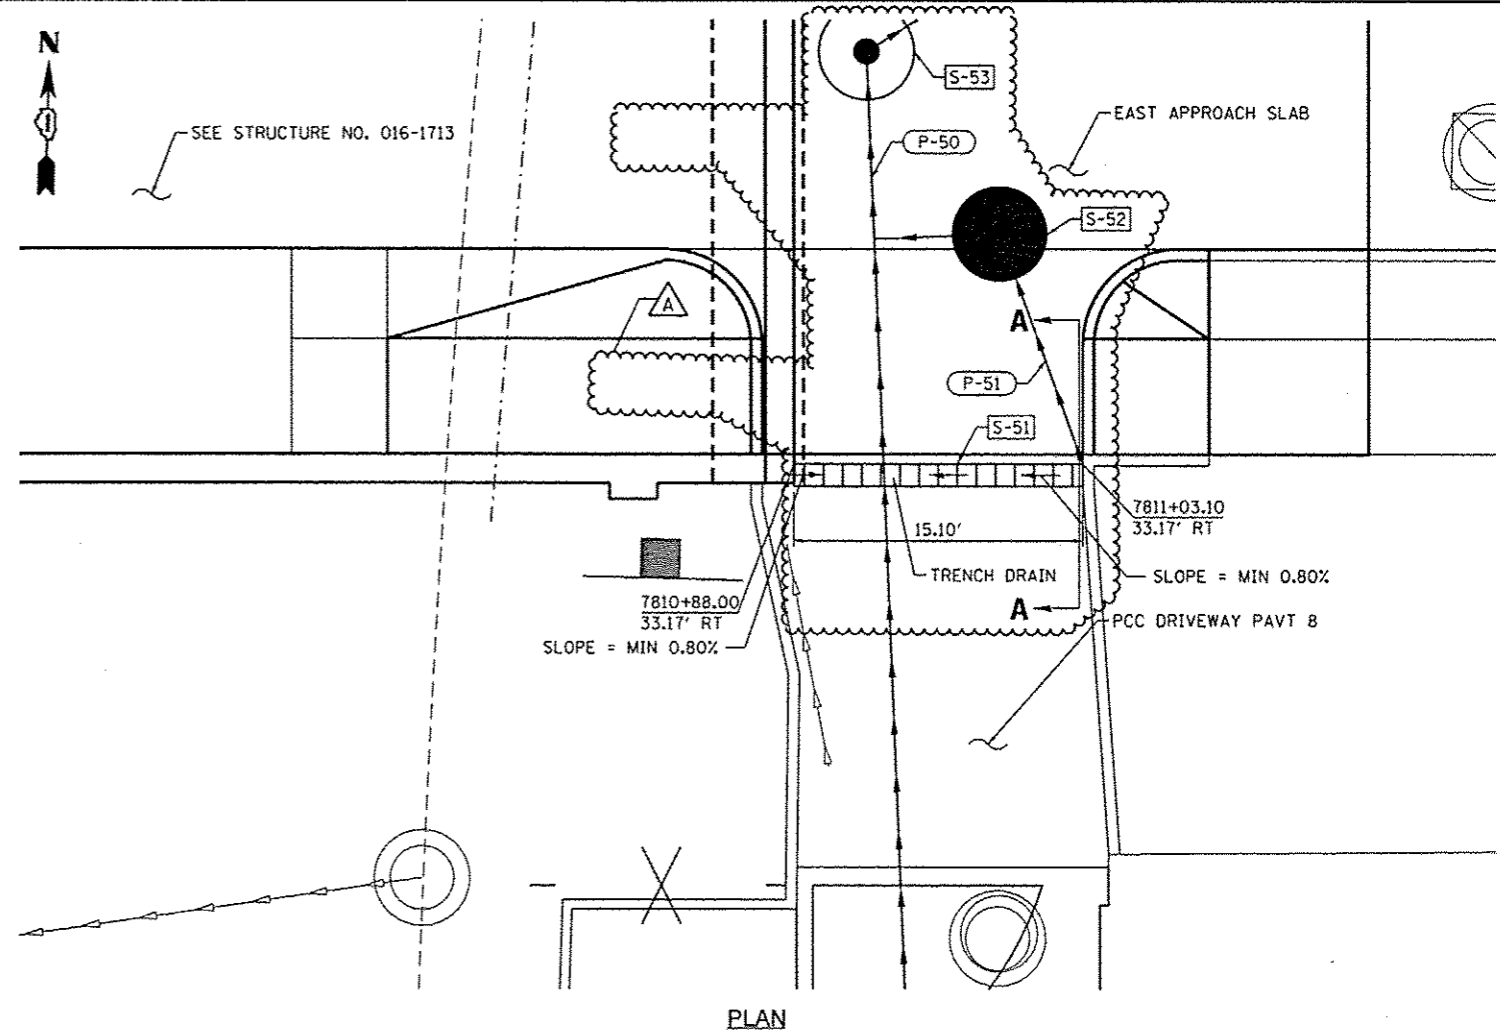 N
S-53
SEE STRUCTURE NO. 016-1713
EAST APPROACH SLAB
P-50
S-52
A
A
P-51
S-51
7811+03.10
33.17' RT
15.10'
TRENCH DRAIN
SLOPE = MIN 0.80%
7810+88.00
33.17' RT
A
PCC DRIVEWAY PAVT 8
SLOPE = MIN 0.80%
PLAN